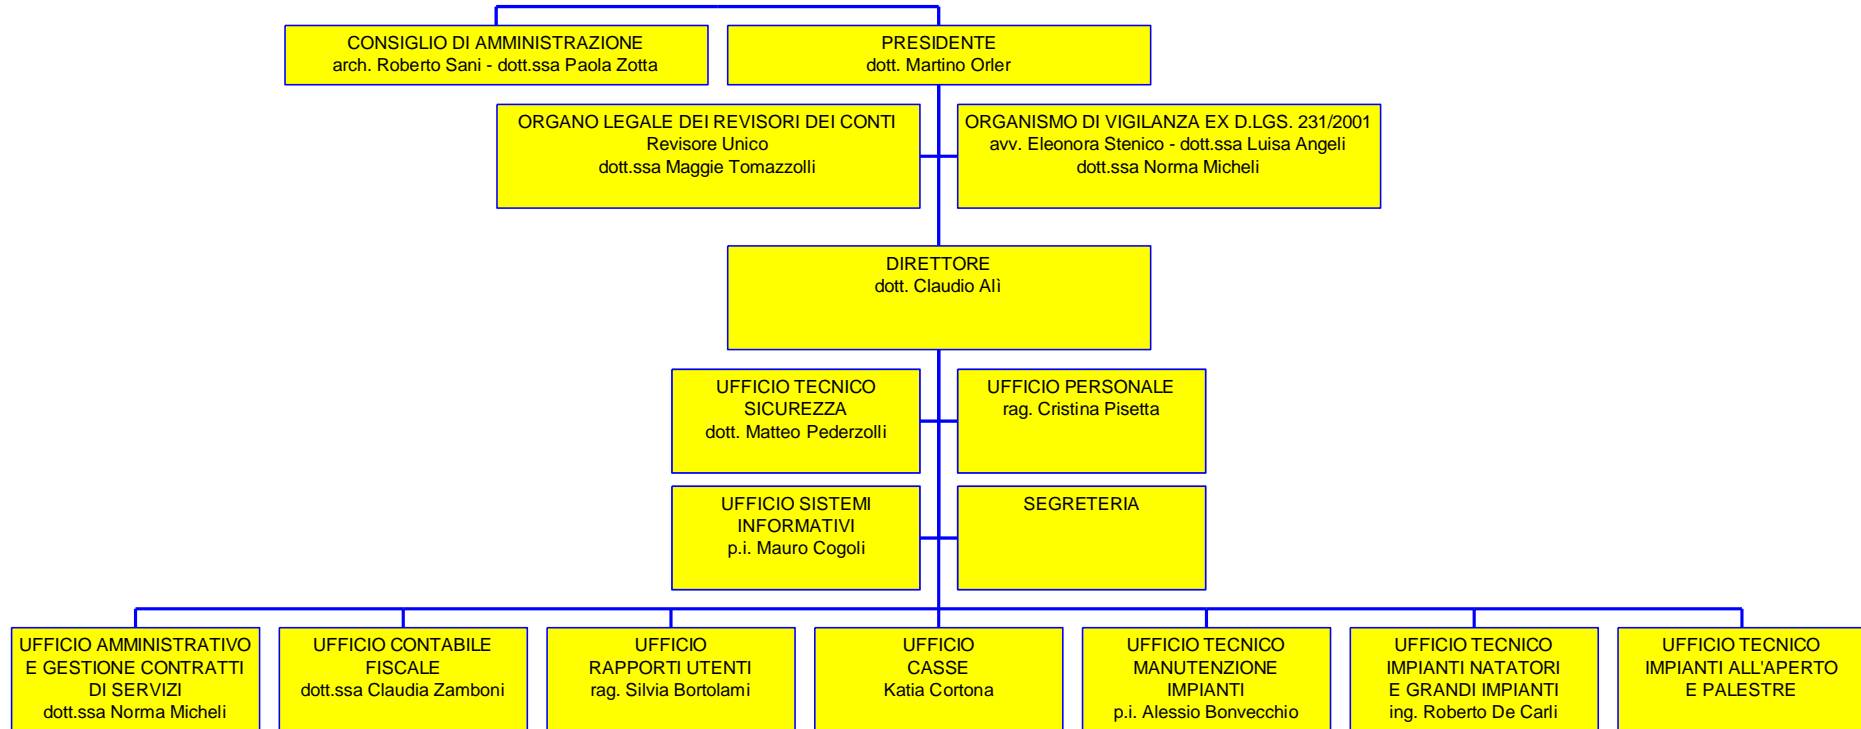 CONSIGLIO DI AMMINISTRAZIONE
arch. Roberto Sani - dott.ssa Paola Zotta
PRESIDENTE
dott. Martino Orler
ORGANO LEGALE DEI REVISORI DEI CONTI
Revisore Unico
dott.ssa Maggie Tomazzolli
ORGANISMO DI VIGILANZA EX D.LGS. 231/2001
avv. Eleonora Stenico - dott.ssa Luisa Angeli
dott.ssa Norma Micheli
DIRETTORE
dott. Claudio Alì
UFFICIO TECNICO
SICUREZZA
dott. Matteo Pederzolli
UFFICIO PERSONALE
rag. Cristina Pisetta
UFFICIO SISTEMI
INFORMATIVI
p.i. Mauro Cogoli
SEGRETERIA
UFFICIO AMMINISTRATIVO
E GESTIONE CONTRATTI
DI SERVIZI
dott.ssa Norma Micheli
UFFICIO CONTABILE
FISCALE
dott.ssa Claudia Zamboni
UFFICIO
RAPPORTI UTENTI
rag. Silvia Bortolami
UFFICIO
CASSE
Katia Cortona
UFFICIO TECNICO
MANUTENZIONE
IMPIANTI
p.i. Alessio Bonvecchio
UFFICIO TECNICO
IMPIANTI NATATORI
E GRANDI IMPIANTI
ing. Roberto De Carli
UFFICIO TECNICO
IMPIANTI ALL'APERTO
E PALESTRE